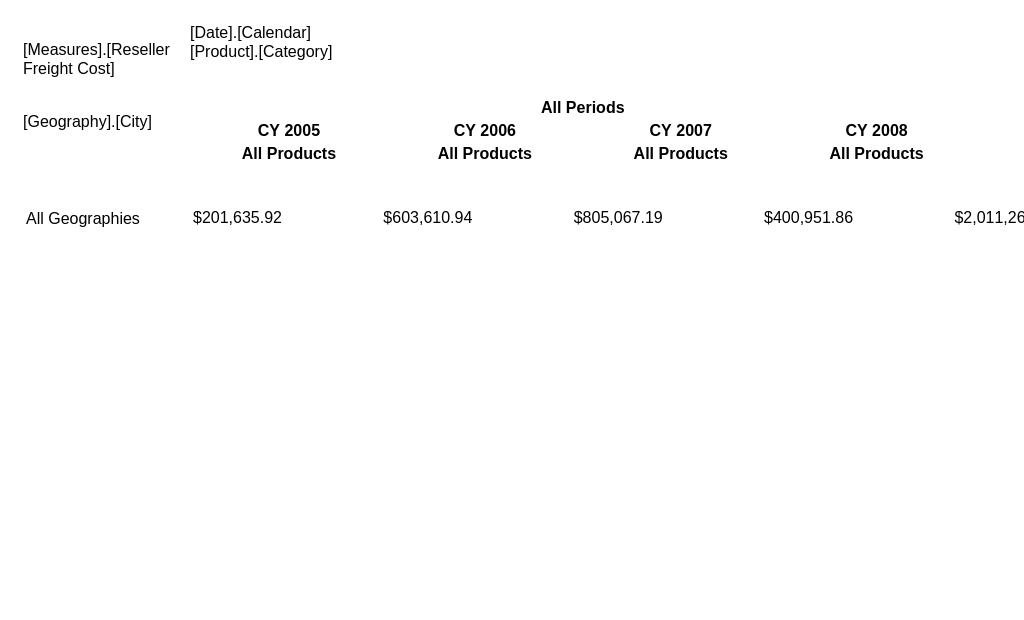 [Measures].[Reseller
Freight Cost]
[Date].[Calendar]
[Product].[Category]
[Geography].[City]
All Periods
CY 2005 CY 2006 CY 2007 CY 2008
All Products All Products All Products All Products
All Geographies $201,635.92 $603,610.94 $805,067.19 $400,951.86 $2,011,26